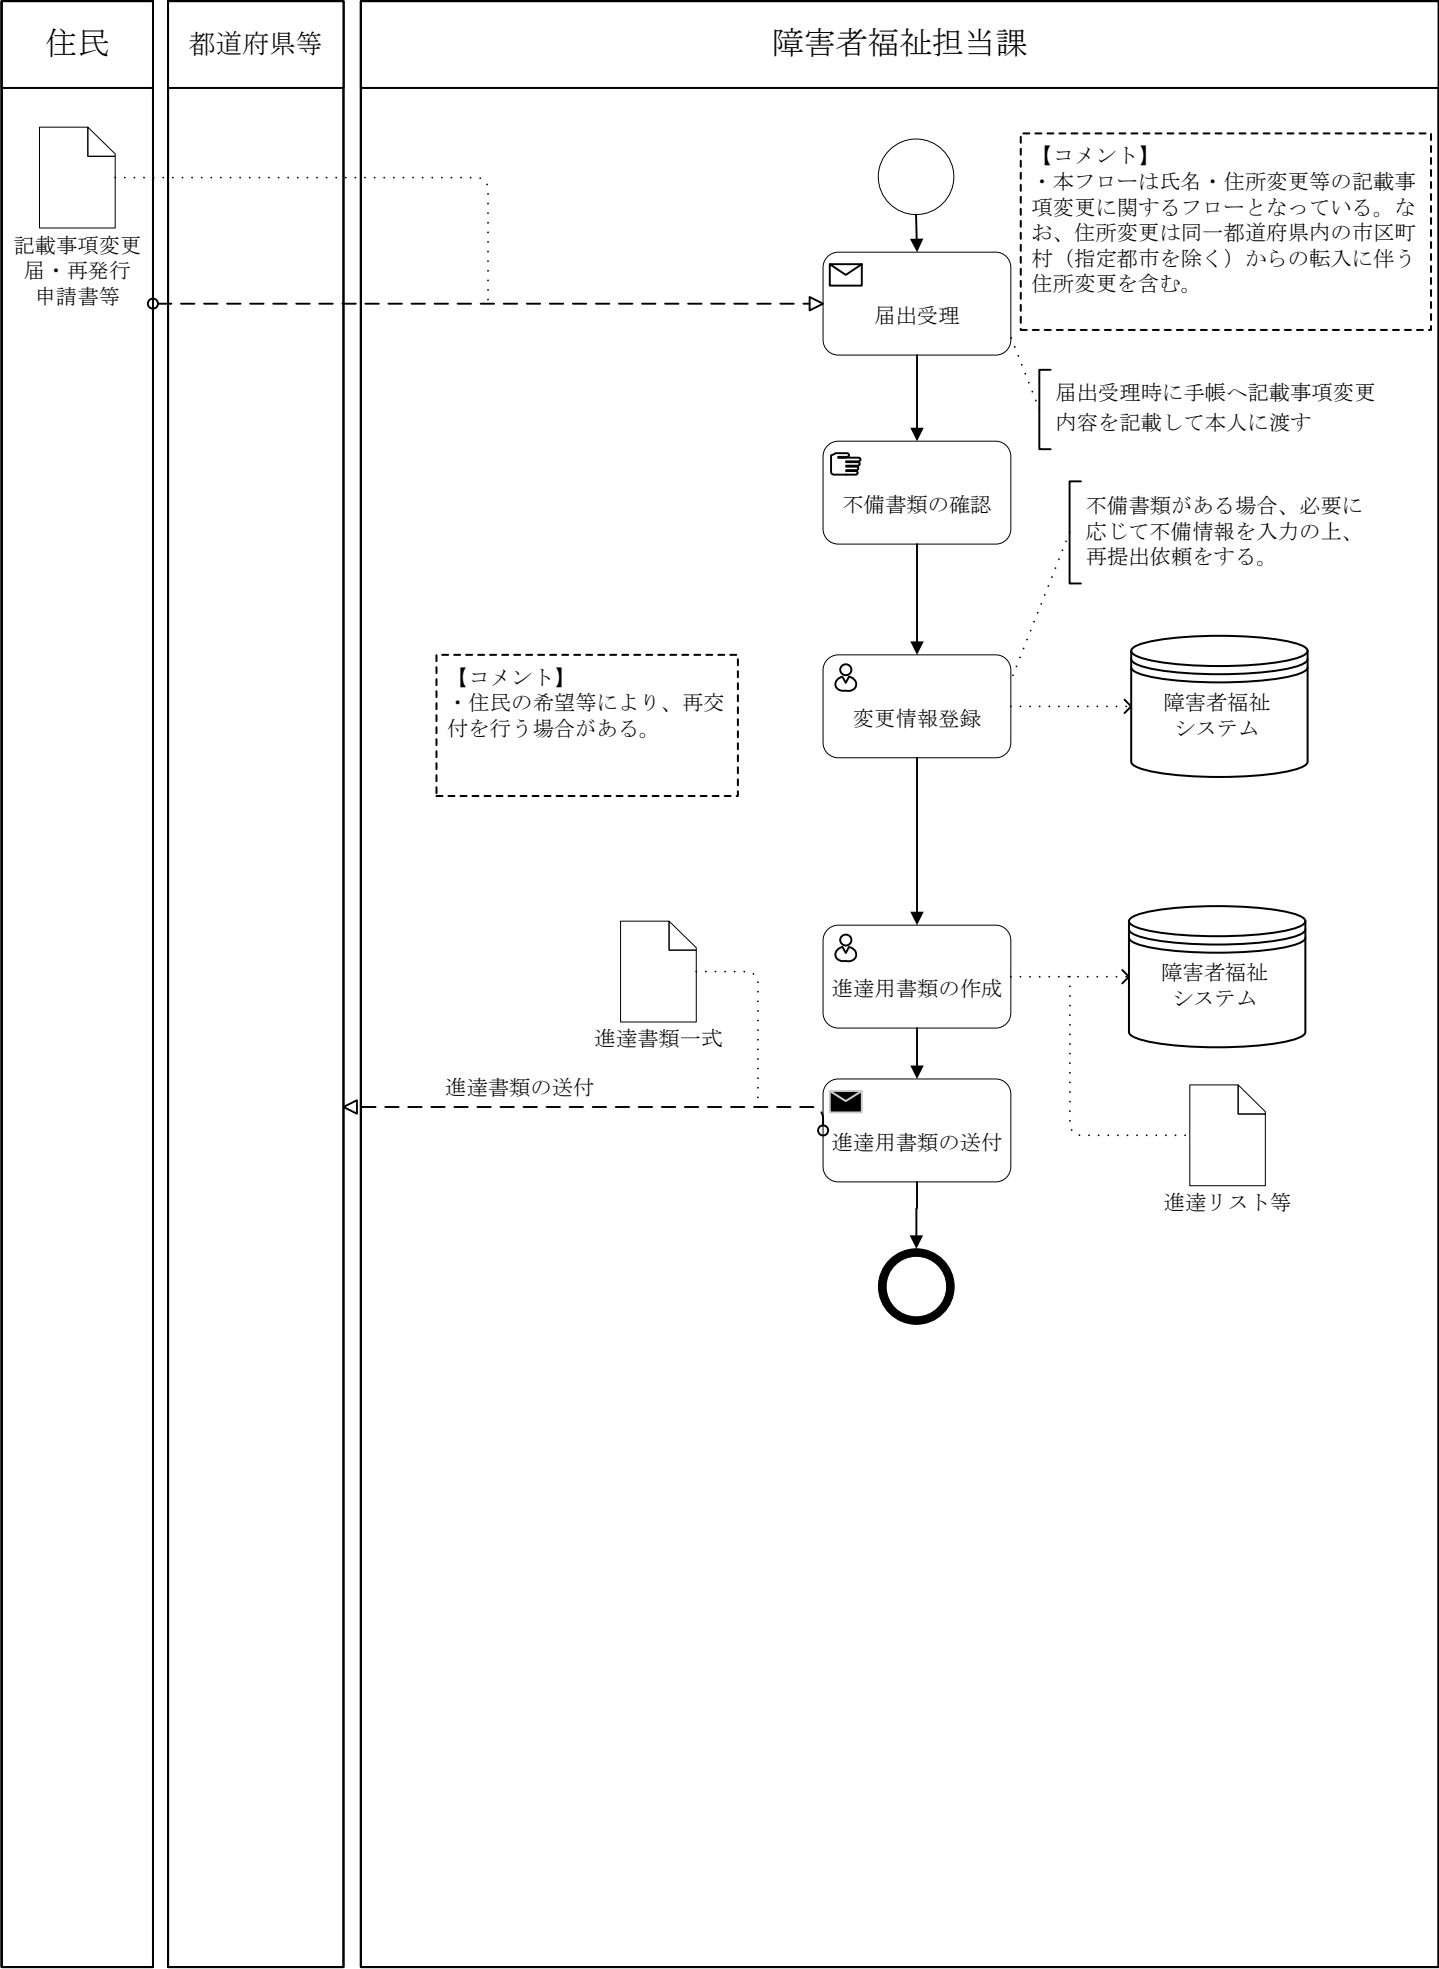 住民
都道府県等
障害者福祉担当課
記載事項変更
届・再発行
申請書等
【コメント】
・本フローは氏名・住所変更等の記載事
項変更に関するフローとなっている。な
お、住所変更は同一都道府県内の市区町
村（指定都市を除く）からの転入に伴う
住所変更を含む。
届出受理
届出受理時に手帳へ記載事項変更
内容を記載して本人に渡す
不備書類の確認
不備書類がある場合、必要に
応じて不備情報を入力の上、
再提出依頼をする。
【コメント】
・住民の希望等により、再交
付を行う場合がある。
変更情報登録
障害者福祉
システム
進達書類一式
進達用書類の作成
障害者福祉
システム
進達書類の送付
進達用書類の送付
進達リスト等